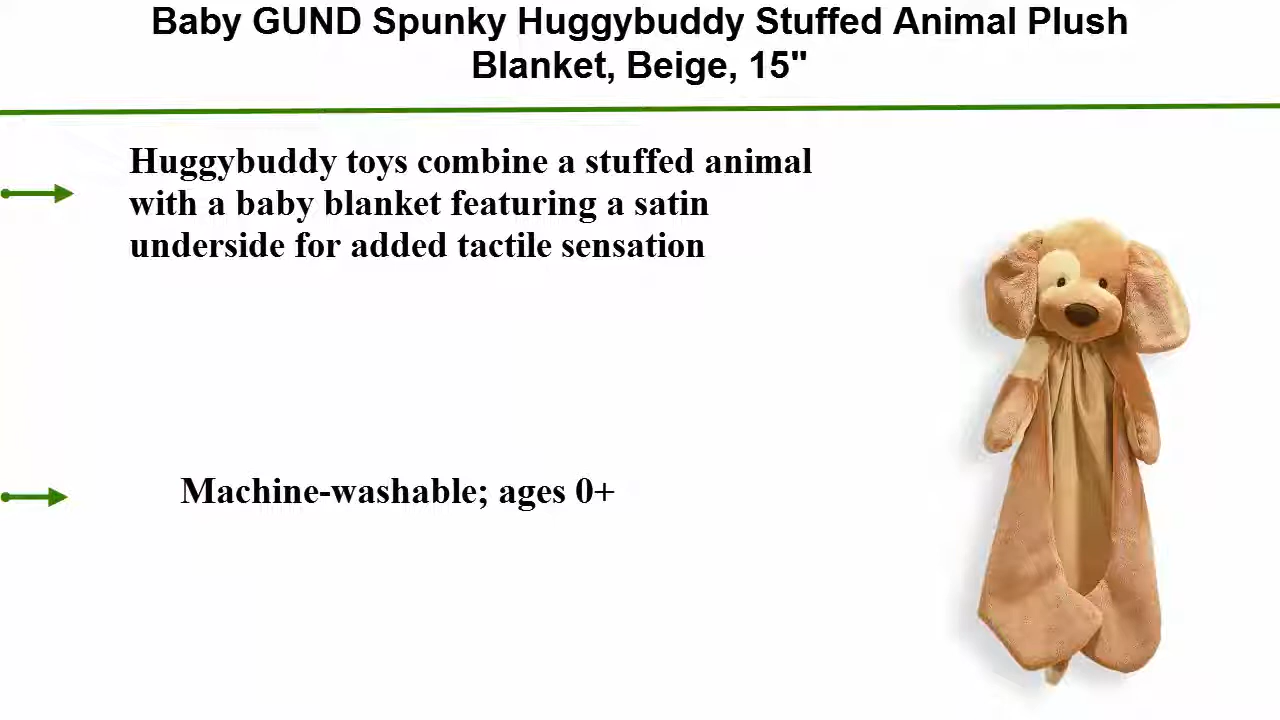 Baby GUND Spunky Huggybuddy Stuffed Animal Plush
Blanket, Beige, 15"
Huggybuddy toys combine a stuffed animal
with a baby blanket featuring a satin
underside for added tactile sensation
Machine-washable; ages 0+